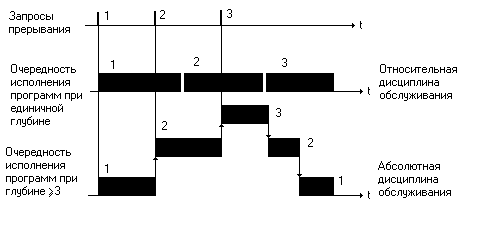 Запросы
прерывания
1 2 3
t
Очередность
исполнения
программ при
единичной
глубине
1 2 3
t
Относительная
дисциплина
обслуживания
3
2
2
Очередность
исполнения
программ при
глубине ⩾3
1
1
t
Абсолютная
дисциплина
обслуживания